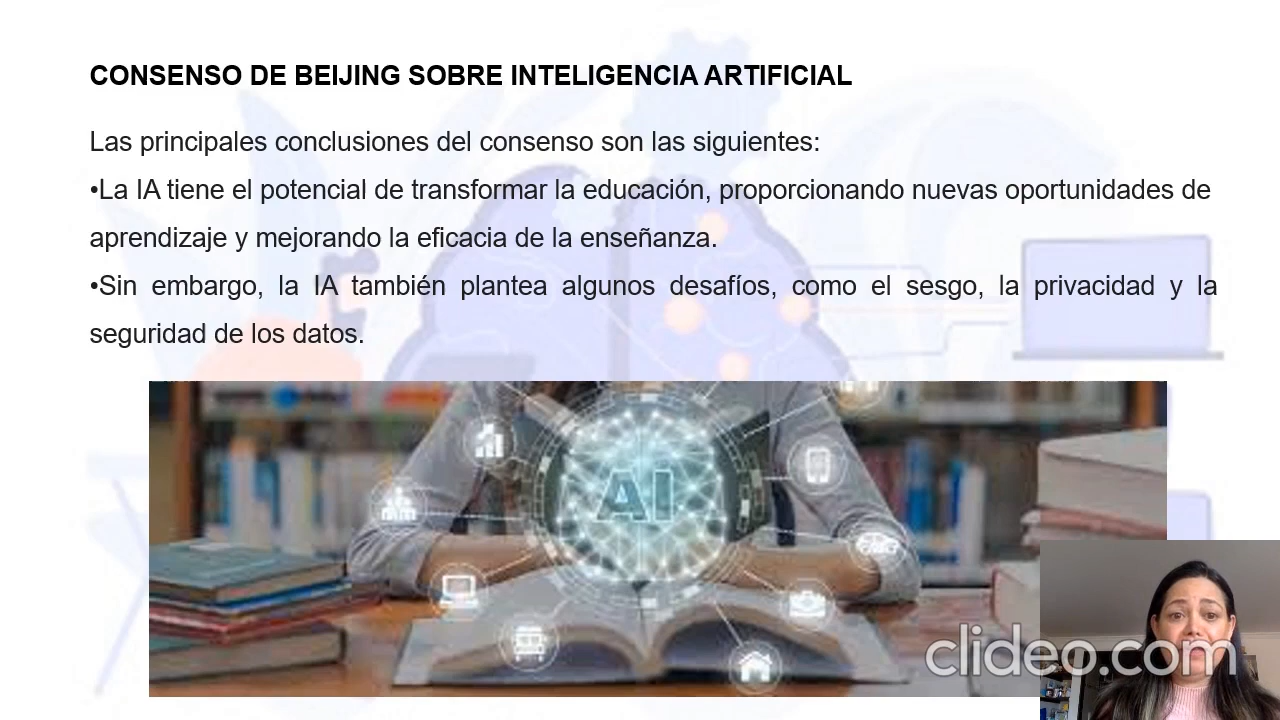 CONSENSO DE BEIJING SOBRE INTELIGENCIA ARTIFICIAL
Las principales conclusiones del consenso son las siguientes:
•La IA tiene el potencial de transformar la educación, proporcionando nuevas oportunidades de
aprendizaje y mejorando la eficacia de la enseñanza.
•Sin embargo, la IA también plantea algunos desafíos, como el sesgo, la privacidad y la
seguridad de los datos.
AI
clideo.com